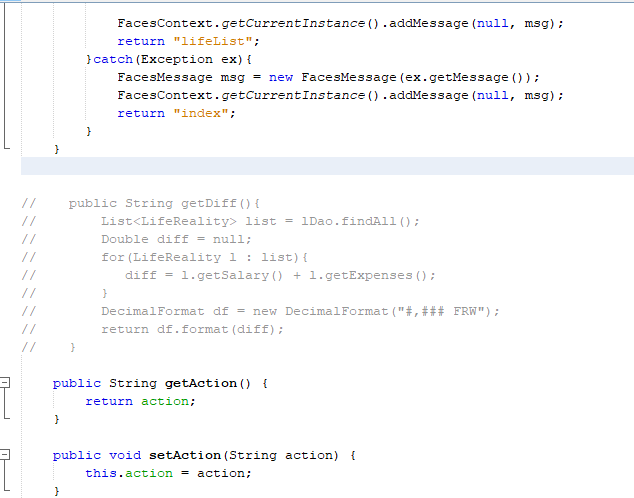 FacesContext.getCurrentInstance().addMessage(null, msg);
return "lifeList";
}catch(Exception ex){
FacesMessage msg = new FacesMessage(ex.getMessage());
FacesContext.getCurrentInstance().addMessage(null, msg);
return "index";
}
}
//    public String getDiff(){
//        List<LifeReality> list = lDao.findAll();
//        Double diff = null;
//        for(LifeReality l : list){
//           diff = l.getSalary() + l.getExpenses();
//        }
//        DecimalFormat df = new DecimalFormat("#,### FRW");
//        return df.format(diff);
//    }
public String getAction() {
return action;
}
public void setAction(String action) {
this.action = action;
}